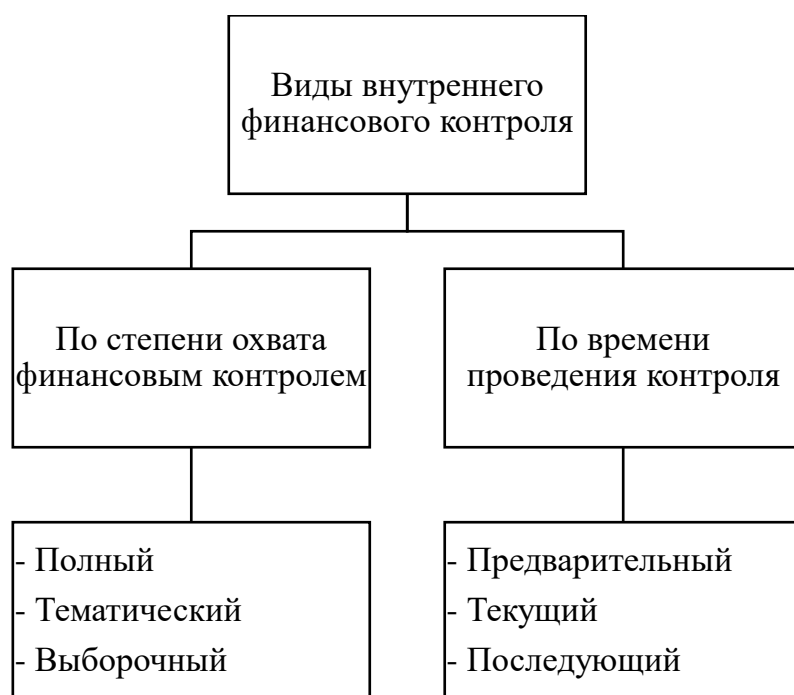 Виды внутреннего
финансового контроля
По степени охвата
финансовым контролем
По времени
проведения контроля
- Полный
- Тематический
- Выборочный
- Предварительный
- Текущий
- Последующий